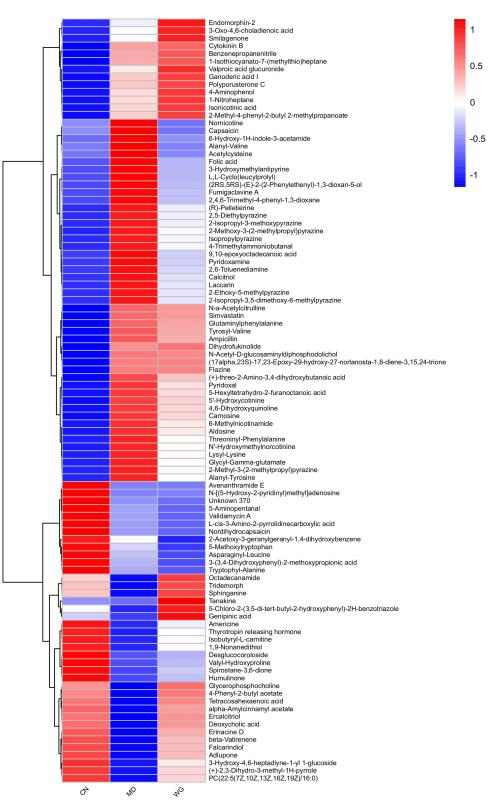 Endomorphin-2
3-Oxo-4,6-choladienoic acid
Smilagenone
Cytokinin B
Benzenepropanenitrile
1-Isothiocyanato-7-(methylthio)heptane
Valproic acid glucuronide
Ganoderic acid I
Polyporusterone C
4-Aminophenol
1-Nitroheptane
Isonicotinic acid
2-Methyl-4-phenyl-2-butyl 2-methylpropanoate
Nornicotine
Capsaicin
6-Hydroxy-1H-indole-3-acetamide
Alanyl-Valine
Acetylcysteine
Folic acid
3-Hydroxymethylantipyrine
L,L-Cyclo(leucylprolyl)
(2RS,5RS)-(E)-2-(2-Phenylethenyl)-1,3-dioxan-5-ol
Fumigaclavine A
2,4,6-Trimethyl-4-phenyl-1,3-dioxane
(R)-Pelletierine
2,5-Diethylpyrazine
2-Isopropyl-3-methoxypyrazine
2-Methoxy-3-(2-methylpropyl)pyrazine
Isopropylpyrazine
4-Trimethylammoniobutanal
9,10-epoxyoctadecanoic acid
Pyridoxamine
2,6-Toluenediamine
Calcitriol
Laccarin
2-Ethoxy-5-methylpyrazine
2-Isopropyl-3,5-dimethoxy-6-methylpyrazine
N-a-Acetylcitrulline
Simvastatin
Glutaminylphenylalanine
Tyrosyl-Valine
Ampicillin
Dihydrofukinolide
N-Acetyl-D-glucosaminyldiphosphodolichol
(17alpha,23S)-17,23-Epoxy-29-hydroxy-27-norlanosta-1,8-diene-3,15,24-trione
Flazine
(+)-threo-2-Amino-3,4-dihydroxybutanoic acid
Pyridoxal
5-Hexyltetrahydro-2-furanoctanoic acid
5'-Hydroxycotinine
4,6-Dihydroxyquinoline
Carnosine
6-Methylnicotinamide
Aldosine
Threoninyl-Phenylalanine
N'-Hydroxymethylnorcotinine
Lysyl-Lysine
Glycyl-Gamma-glutamate
2-Methyl-3-(2-methylpropyl)pyrazine
Alanyl-Tyrosine
Avenanthramide E
N-[(5-Hydroxy-2-pyridinyl)methyl]adenosine
Unknown 370
5-Aminopentanal
Validamycin A
L-cis-3-Amino-2-pyrrolidinecarboxylic acid
Nordihydrocapsaicin
2-Acetoxy-3-geranylgeranyl-1,4-dihydroxybenzene
5-Methoxytryptophan
Asparaginyl-Leucine
3-(3,4-Dihydroxyphenyl)-2-methoxypropionic acid
Tryptophyl-Alanine
Octadecanamide
Tridemorph
Sphinganine
Tanakine
5-Chloro-2-(3,5-di-tert-butyl-2-hydroxyphenyl)-2H-benzotriazole
Genipinic acid
Americine
Thyrotropin releasing hormone
Isobutyryl-L-carnitine
1,9-Nonanedithiol
Desglucocoroloside
Valyl-Hydroxyproline
Spirostane-3,6-dione
Humulinone
Glycerophosphocholine
4-Phenyl-2-butyl acetate
Tetracosahexaenoic acid
alpha-Amylcinnamyl acetate
Ercalcitriol
Deoxycholic acid
Erinacine D
beta-Vatirenene
Falcarindiol
Adlupone
3-Hydroxy-4,6-heptadiyne-1-yl 1-glucoside
(+)-2,3-Dihydro-3-methyl-1H-pyrrole
PC(22:5(7Z,10Z,13Z,16Z,19Z)/16:0)
CN
MD
WG
1
0.5
0
-0.5
-1